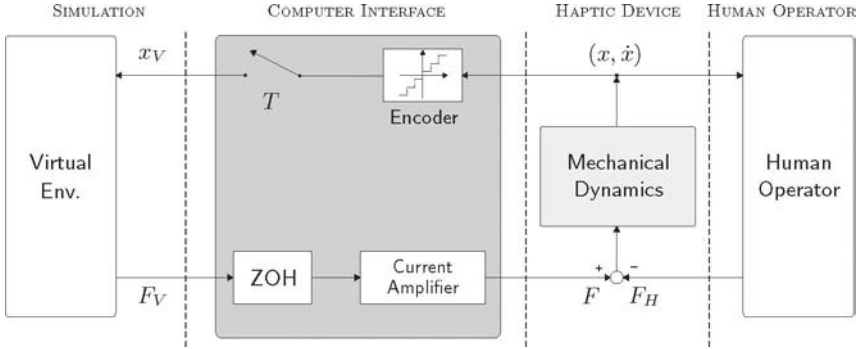 SIMULATION
COMPUTER INTERFACE
HAPTIC DEVICE
HUMAN OPERATOR
x_V
T
Encoder
(x, ẋ)
Virtual
Env.
Mechanical
Dynamics
Human
Operator
F_V
ZOH
Current
Amplifier
+
−
F
F_H